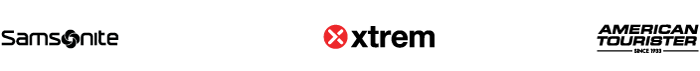 Samsonite
xtrem
AMERICAN
TOURISTER
SINCE 1933